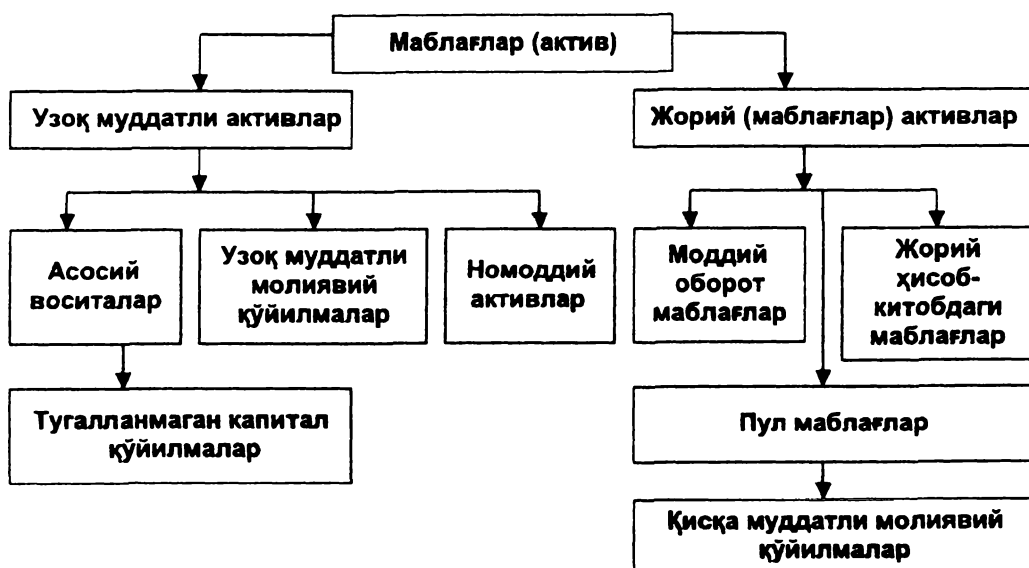 Маблағлар (актив)
Узоқ муддатли активлар
Жорий (маблағлар) активлар
Асосий
воситалар
Узоқ муддатли
молиявий
қўйилмалар
Номоддий
активлар
Моддий
оборот
маблағлар
Жорий
ҳисоб-
китобдаги
маблағлар
Тугалланмаган капитал
қўйилмалар
Пул маблағлар
Қисқа муддатли молиявий
қўйилмалар